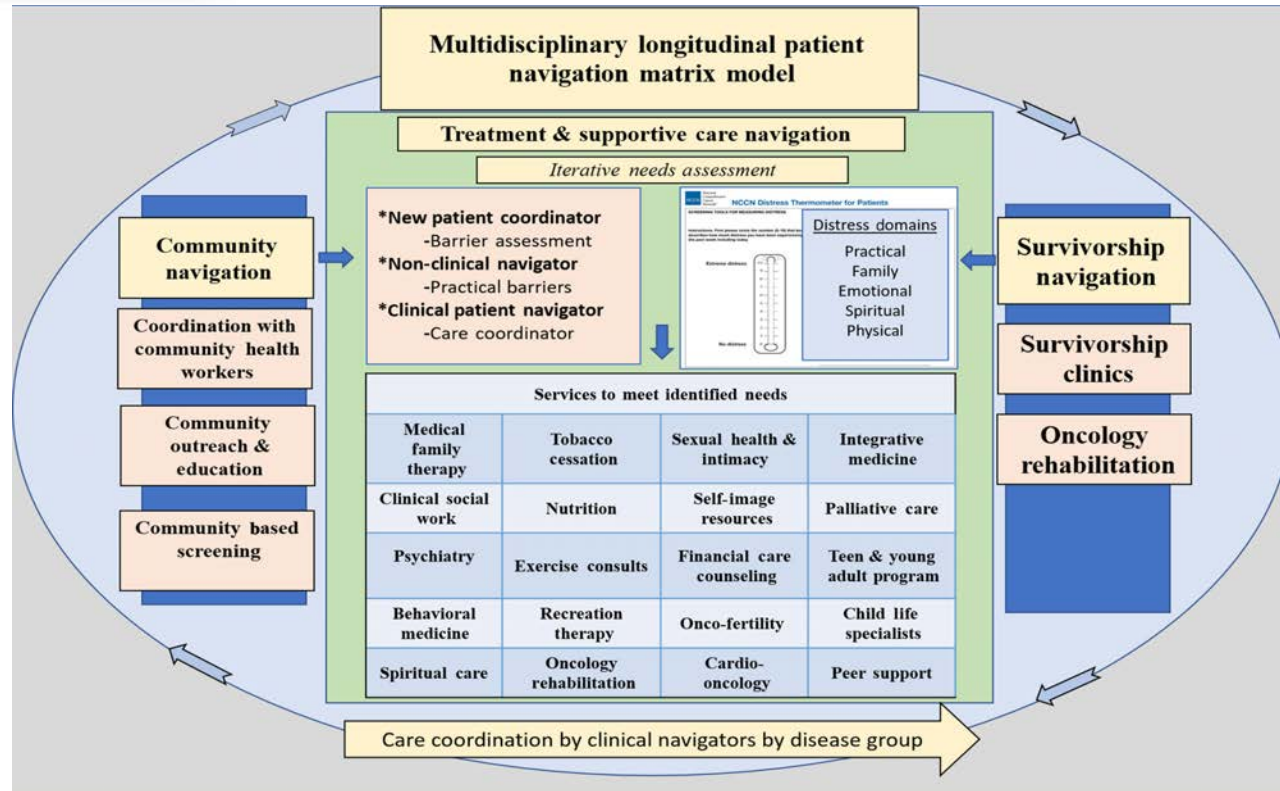 Multidisciplinary longitudinal patient
navigation matrix model
Treatment & supportive care navigation
Iterative needs assessment
Community
navigation
Coordination with
community health
workers
Community
outreach &
education
Community based
screening
*New patient coordinator
-Barrier assessment
*Non-clinical navigator
-Practical barriers
*Clinical patient navigator
-Care coordinator
NCCN Distress Thermometer for Patients
SCREENING TOOLS FOR MEASURING DISTRESS
Extreme distress
No distress
Distress domains
Practical
Family
Emotional
Spiritual
Physical
Services to meet identified needs
Medical
family
therapy
Tobacco
cessation
Sexual health &
intimacy
Integrative
medicine
Clinical social
work
Nutrition
Self-image
resources
Palliative care
Psychiatry
Exercise consults
Financial care
counseling
Teen & young
adult program
Behavioral
medicine
Recreation
therapy
Onco-fertility
Child life
specialists
Spiritual care
Oncology
rehabilitation
Cardio-
oncology
Peer support
Survivorship
navigation
Survivorship
clinics
Oncology
rehabilitation
Care coordination by clinical navigators by disease group